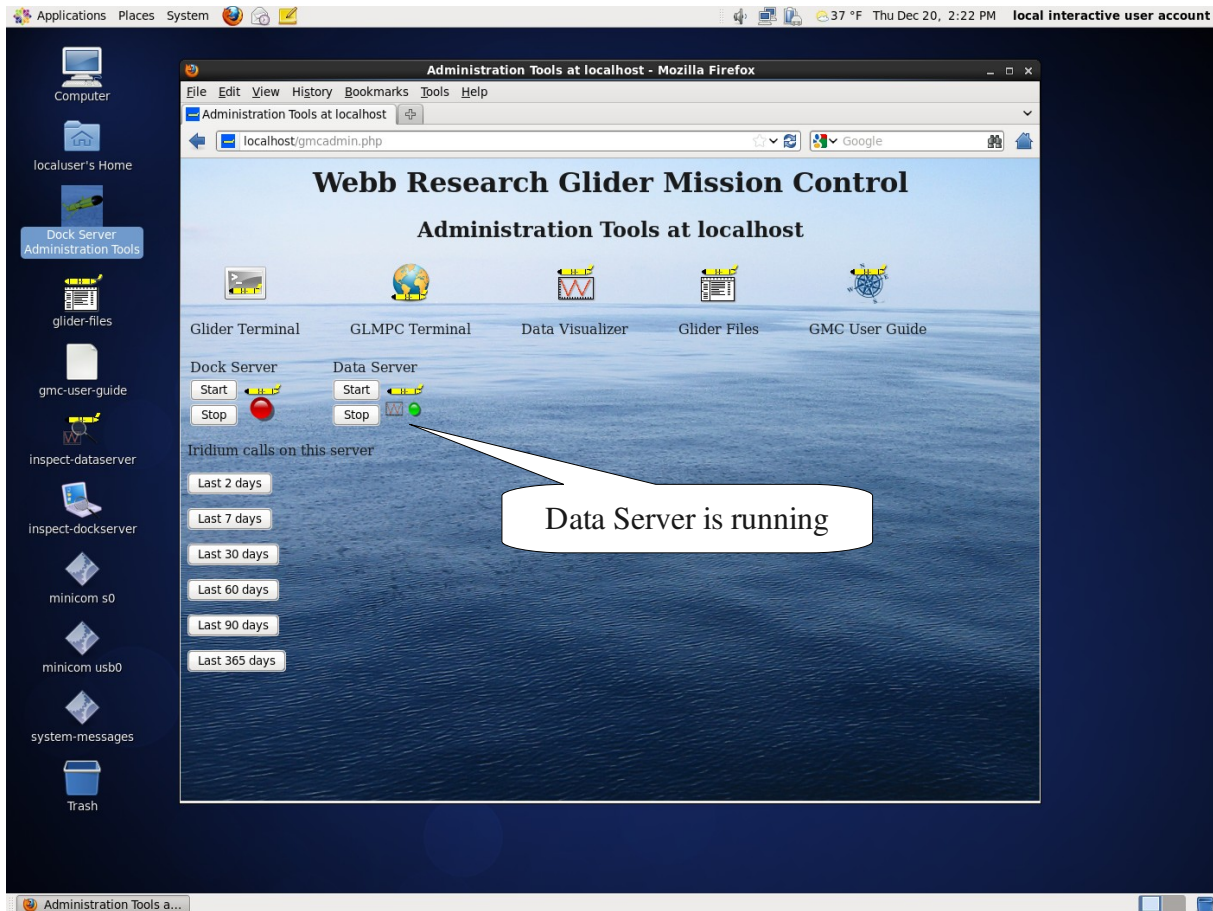 Applications Places System 37 °F Thu Dec 20, 2:22 PM local interactive user account
Computer
localuser's Home
Dock Server
Administration Tools
glider-files
gmc-user-guide
inspect-dataserver
inspect-dockserver
minicom s0
minicom usb0
system-messages
Trash
Administration Tools at localhost - Mozilla Firefox
File Edit View History Bookmarks Tools Help
Administration Tools at localhost
localhost/gmcadmin.php Google
Webb Research Glider Mission Control
Administration Tools at localhost
Glider Terminal GLMPC Terminal Data Visualizer Glider Files GMC User Guide
Dock Server Data Server
Start Start
Stop Stop
Iridium calls on this server
Last 2 days
Last 7 days
Last 30 days
Last 60 days
Last 90 days
Last 365 days
Data Server is running
Administration Tools a...